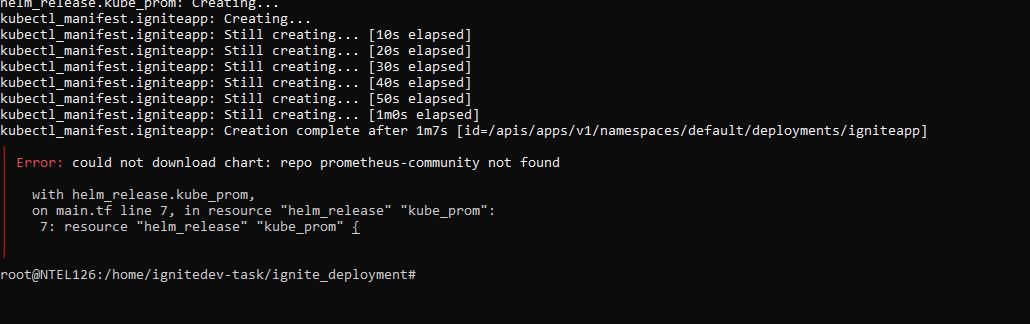 helm_release.kube_prom: Creating...
kubectl_manifest.igniteapp: Creating...
kubectl_manifest.igniteapp: Still creating... [10s elapsed]
kubectl_manifest.igniteapp: Still creating... [20s elapsed]
kubectl_manifest.igniteapp: Still creating... [30s elapsed]
kubectl_manifest.igniteapp: Still creating... [40s elapsed]
kubectl_manifest.igniteapp: Still creating... [50s elapsed]
kubectl_manifest.igniteapp: Still creating... [1m0s elapsed]
kubectl_manifest.igniteapp: Creation complete after 1m7s [id=/apis/apps/v1/namespaces/default/deployments/igniteapp]
Error: could not download chart: repo prometheus-community not found
with helm_release.kube_prom,
on main.tf line 7, in resource "helm_release" "kube_prom":
7: resource "helm_release" "kube_prom" {
root@NTEL126:/home/ignitedev-task/ignite_deployment#